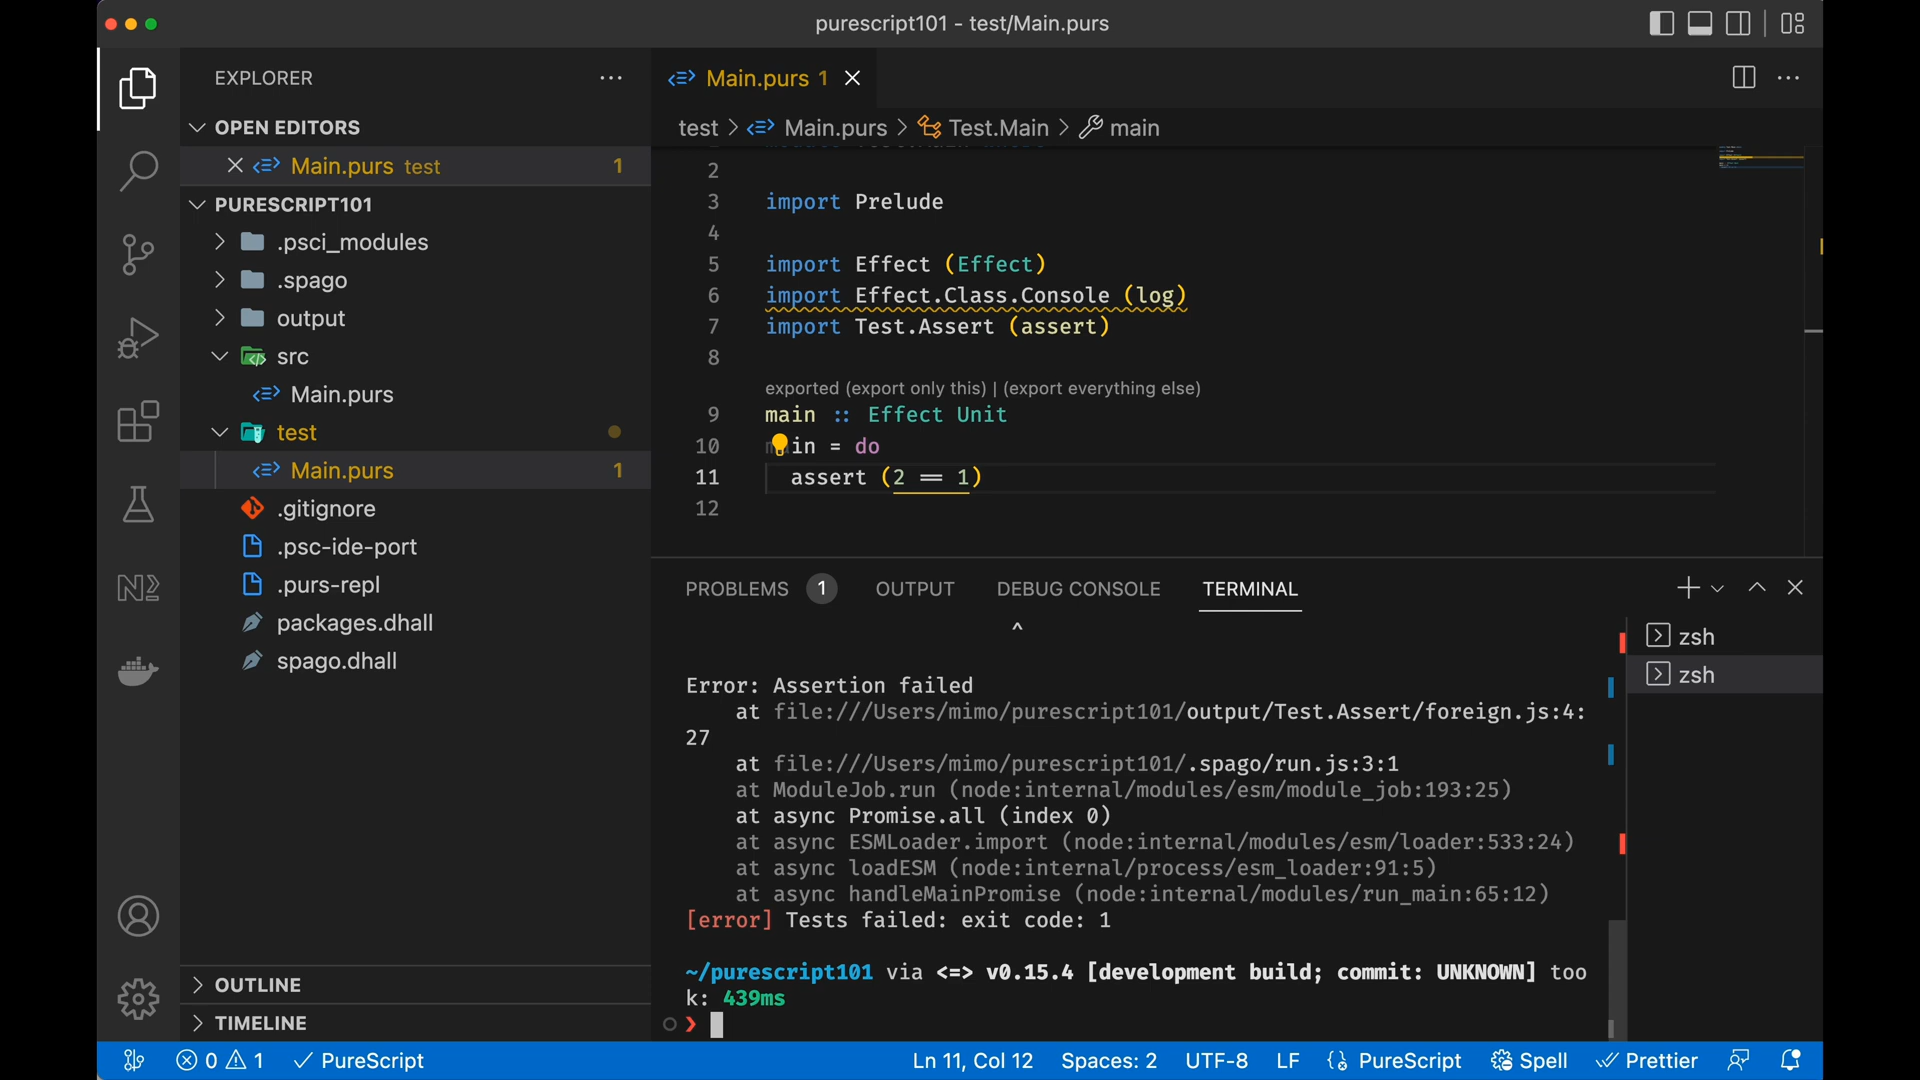 purescript101 - test/Main.purs
EXPLORER
OPEN EDITORS
Main.purs test 1
PURESCRIPT101
.psci_modules
.spago
output
src
Main.purs
test
Main.purs 1
.gitignore
.psc-ide-port
.purs-repl
packages.dhall
spago.dhall
OUTLINE
TIMELINE
Main.purs 1
test > Main.purs > Test.Main > main
2
3 import Prelude
4
5 import Effect (Effect)
6 import Effect.Class.Console (log)
7 import Test.Assert (assert)
8
exported (export only this) | (export everything else)
9 main :: Effect Unit
10 main = do
11 assert (2 == 1)
12
PROBLEMS 1 OUTPUT DEBUG CONSOLE TERMINAL
^
Error: Assertion failed
at file:///Users/mimo/purescript101/output/Test.Assert/foreign.js:4:
27
at file:///Users/mimo/purescript101/.spago/run.js:3:1
at ModuleJob.run (node:internal/modules/esm/module_job:193:25)
at async Promise.all (index 0)
at async ESMLoader.import (node:internal/modules/esm/loader:533:24)
at async loadESM (node:internal/process/esm_loader:91:5)
at async handleMainPromise (node:internal/modules/run_main:65:12)
[error] Tests failed: exit code: 1
~/purescript101 via <=> v0.15.4 [development build; commit: UNKNOWN] too
k: 439ms
❯
zsh
zsh
0 1 PureScript Ln 11, Col 12 Spaces: 2 UTF-8 LF PureScript Spell Prettier